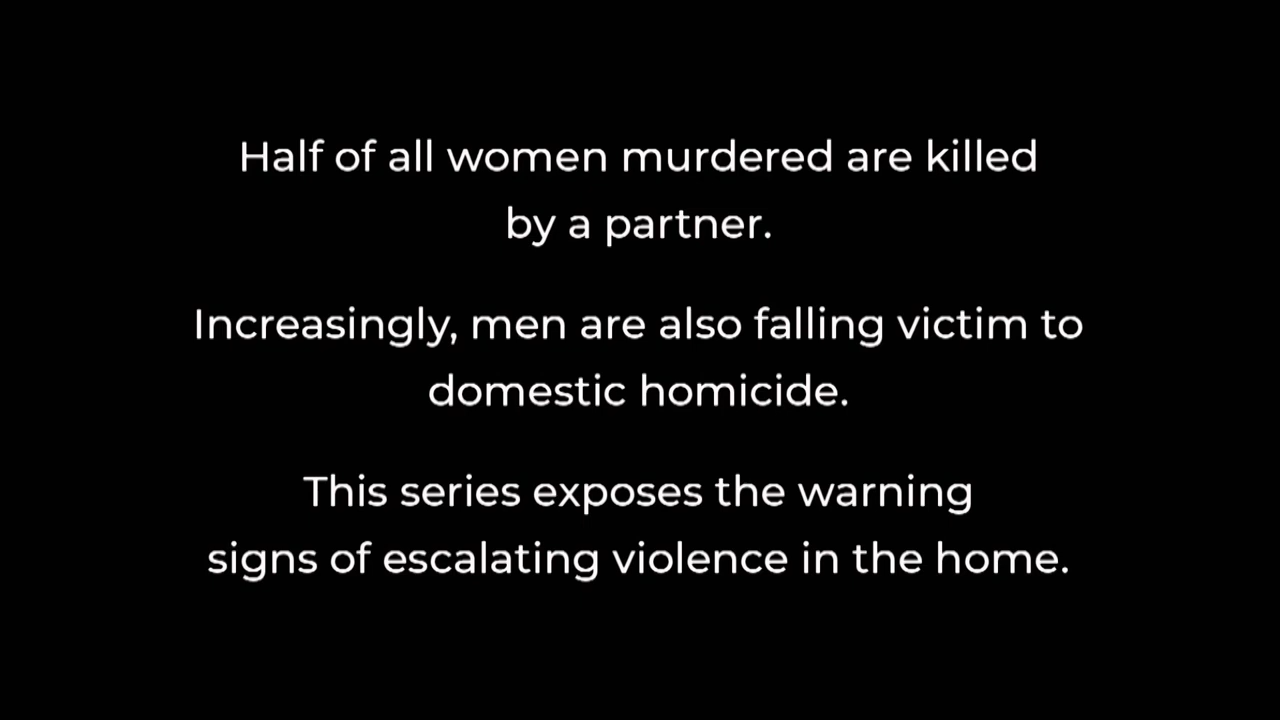 Half of all women murdered are killed
by a partner.
Increasingly, men are also falling victim to
domestic homicide.
This series exposes the warning
signs of escalating violence in the home.